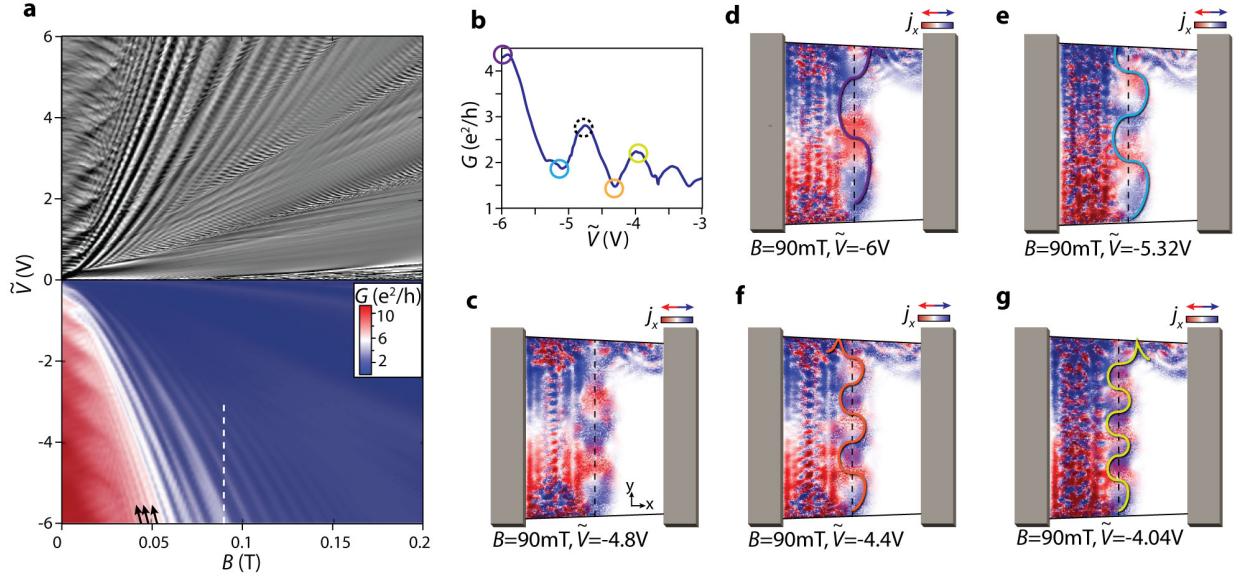 a
6
4
2
0
-2
-4
-6
Ṽ (V)
0
0.05
0.1
0.15
0.2
B (T)
G (e²/h)
10
6
2
b
4
3
2
1
G (e²/h)
-6
-5
-4
-3
Ṽ (V)
d
jₓ
B=90mT, Ṽ=-6V
e
jₓ
B=90mT, Ṽ=-5.32V
c
jₓ
y
x
B=90mT, Ṽ=-4.8V
f
jₓ
B=90mT, Ṽ=-4.4V
g
jₓ
B=90mT, Ṽ=-4.04V